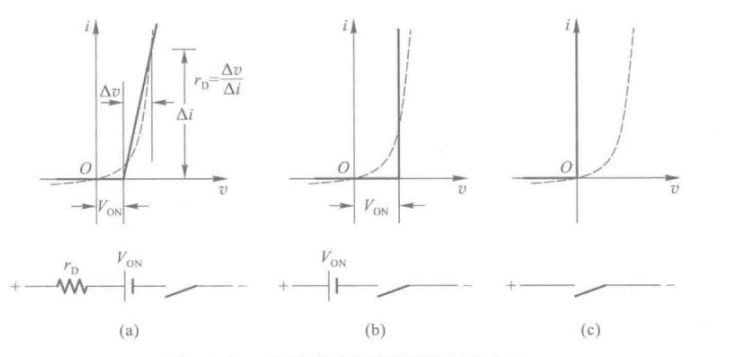 i
Δv
r_D=Δv/Δi
Δi
O
v
V_ON
r_D
V_ON
+
−
(a)
i
O
v
V_ON
V_ON
+
−
(b)
i
O
v
+
−
(c)